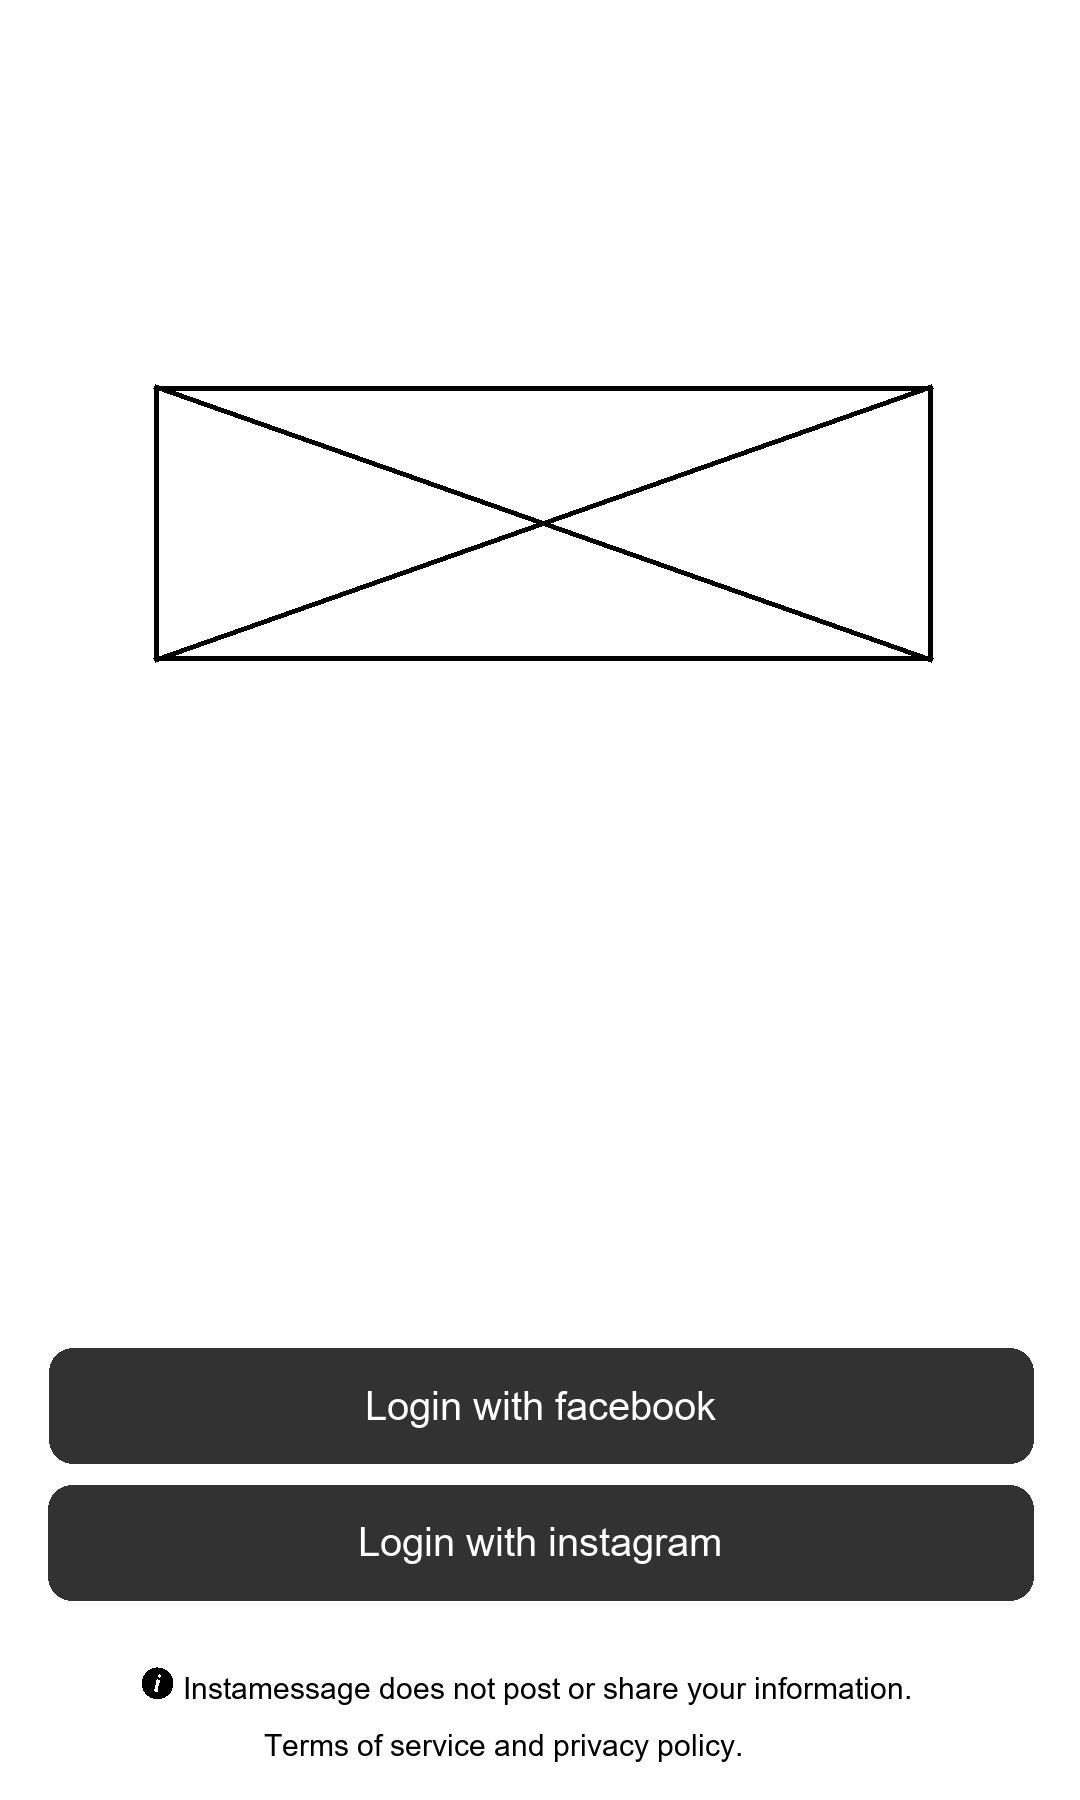 Login with facebook
Login with instagram
i Instamessage does not post or share your information.
Terms of service and privacy policy.